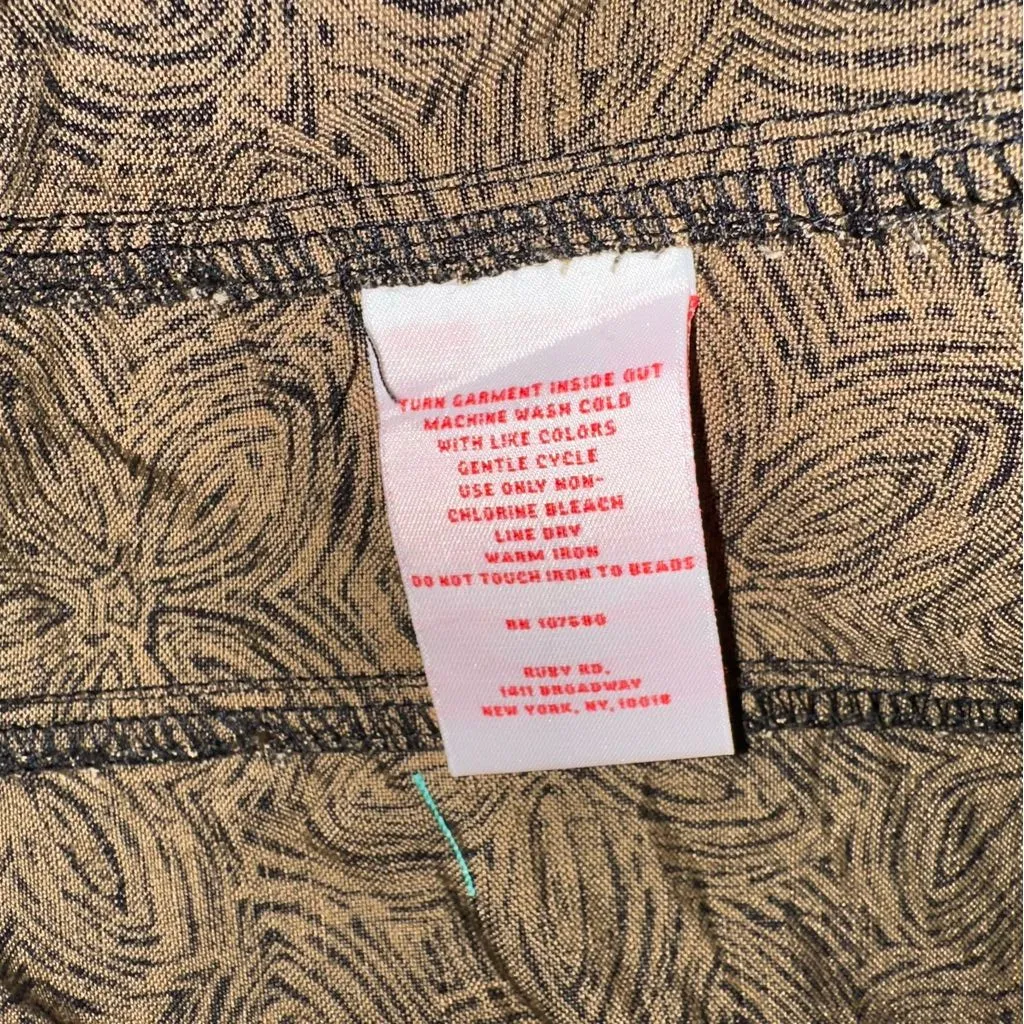 TURN GARMENT INSIDE OUT
MACHINE WASH COLD
WITH LIKE COLORS
GENTLE CYCLE
USE ONLY NON-
CHLORINE BLEACH
LINE DRY
WARM IRON
DO NOT TOUCH IRON TO BEADS
RN 107580
RUBY RD.
1411 BROADWAY
NEW YORK, NY, 10018